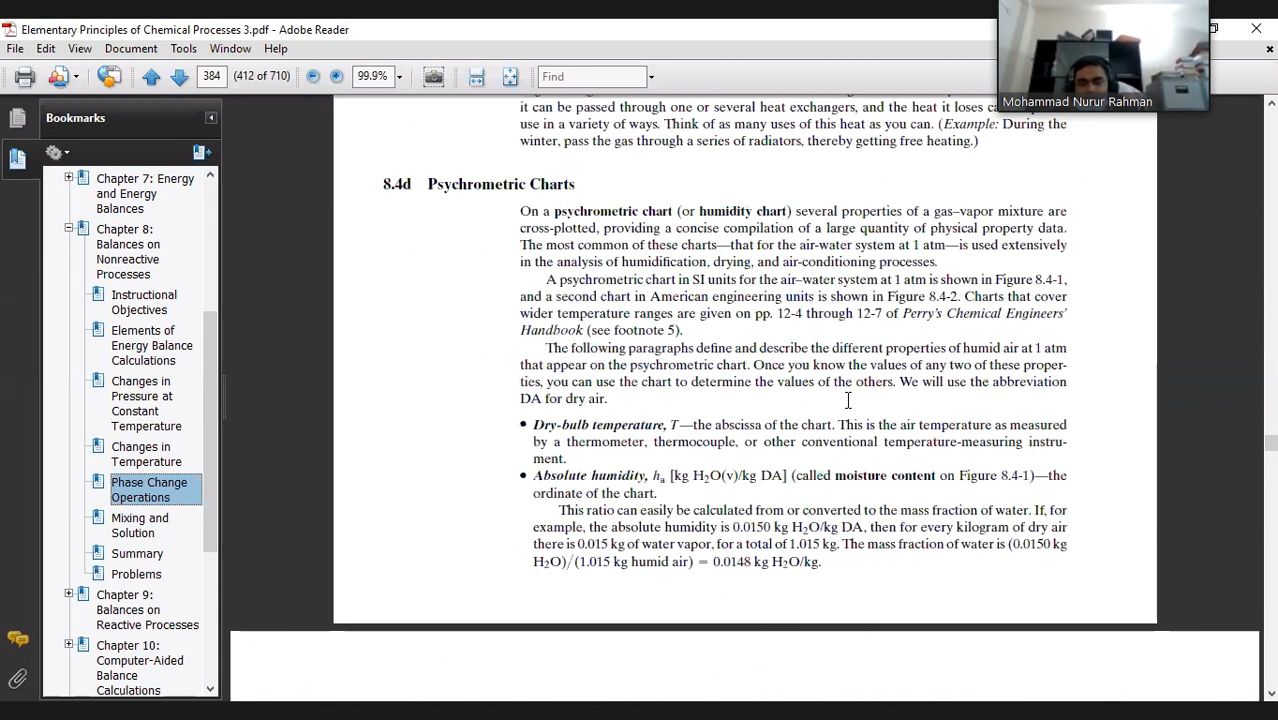 Elementary Principles of Chemical Processes 3.pdf - Adobe Reader
File Edit View Document Tools Window Help
384 (412 of 710) 99.9% Find
Mohammad Nurur Rahman
Bookmarks
Chapter 7: Energy
and Energy
Balances
Chapter 8:
Balances on
Nonreactive
Processes
Instructional
Objectives
Elements of
Energy Balance
Calculations
Changes in
Pressure at
Constant
Temperature
Changes in
Temperature
Phase Change
Operations
Mixing and
Solution
Summary
Problems
Chapter 9:
Balances on
Reactive Processes
Chapter 10:
Computer-Aided
Balance
Calculations
it can be passed through one or several heat exchangers, and the heat it loses
use in a variety of ways. Think of as many uses of this heat as you can. (Example: During the
winter, pass the gas through a series of radiators, thereby getting free heating.)
8.4d Psychrometric Charts
On a psychrometric chart (or humidity chart) several properties of a gas–vapor mixture are
cross-plotted, providing a concise compilation of a large quantity of physical property data.
The most common of these charts—that for the air-water system at 1 atm—is used extensively
in the analysis of humidification, drying, and air-conditioning processes.
A psychrometric chart in SI units for the air–water system at 1 atm is shown in Figure 8.4-1,
and a second chart in American engineering units is shown in Figure 8.4-2. Charts that cover
wider temperature ranges are given on pp. 12-4 through 12-7 of Perry's Chemical Engineers'
Handbook (see footnote 5).
The following paragraphs define and describe the different properties of humid air at 1 atm
that appear on the psychrometric chart. Once you know the values of any two of these proper-
ties, you can use the chart to determine the values of the others. We will use the abbreviation
DA for dry air.
• Dry-bulb temperature, T—the abscissa of the chart. This is the air temperature as measured
by a thermometer, thermocouple, or other conventional temperature-measuring instru-
ment.
• Absolute humidity, hₐ [kg H₂O(v)/kg DA] (called moisture content on Figure 8.4-1)—the
ordinate of the chart.
This ratio can easily be calculated from or converted to the mass fraction of water. If, for
example, the absolute humidity is 0.0150 kg H₂O/kg DA, then for every kilogram of dry air
there is 0.015 kg of water vapor, for a total of 1.015 kg. The mass fraction of water is (0.0150 kg
H₂O)/(1.015 kg humid air) = 0.0148 kg H₂O/kg.